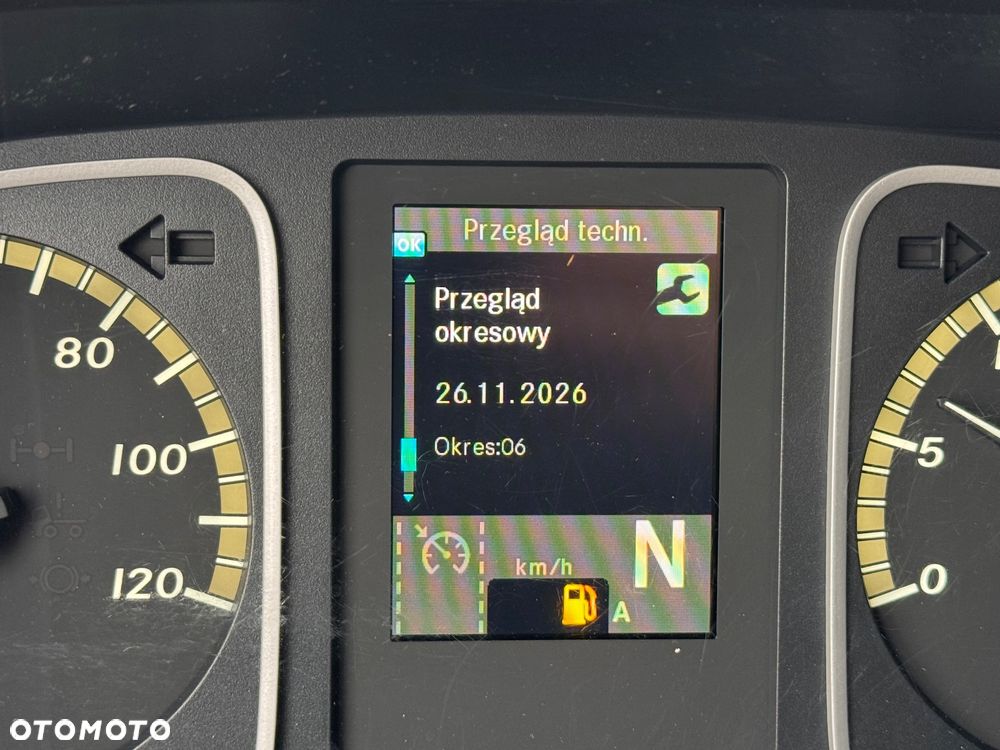 Przegląd techn.
OK
Przegląd
okresowy
26.11.2026
Okres:06
km/h
N
A
80
100
120
5
0
OTOMOTO